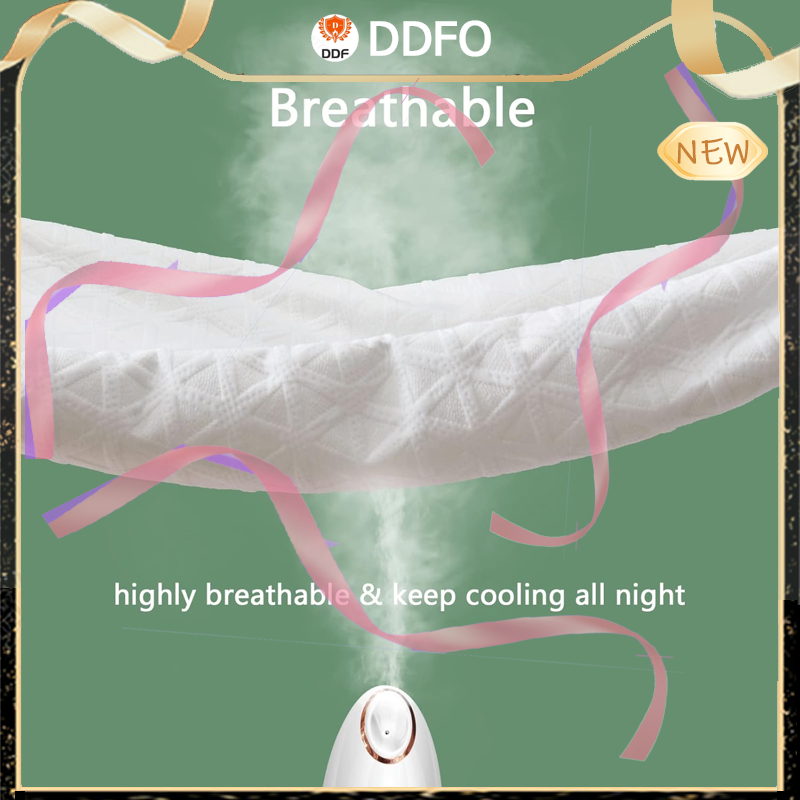 D
DDF
DDFO
Breathable
NEW
highly breathable & keep cooling all night